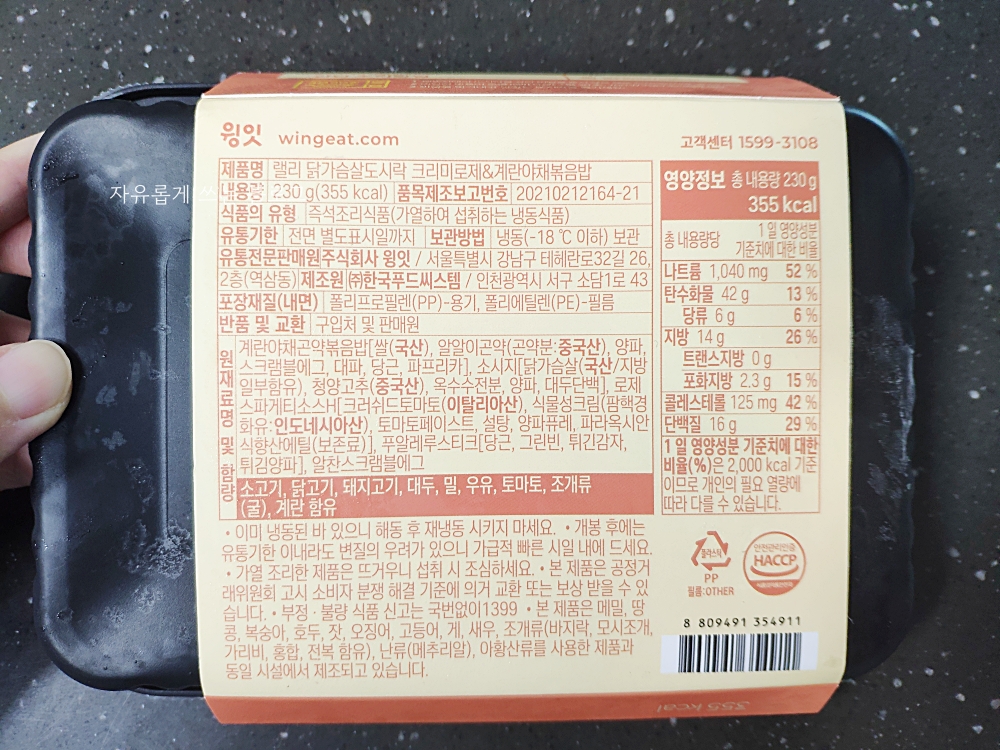 윙잇 wingeat.com
고객센터 1599-3108
제품명 랠리 닭가슴살도시락 크리미로제&계란야채볶음밥
내용량 230 g(355 kcal) 품목제조보고번호 20210212164-21
자유롭게
식품의 유형 즉석조리식품(가열하여 섭취하는 냉동식품)
유통기한 전면 별도표시일까지 보관방법 냉동(-18 ℃ 이하) 보관
유통전문판매원주식회사 윙잇 / 서울특별시 강남구 테헤란로32길 26,
2층(역삼동) 제조원 ㈜한국푸드씨스템 / 인천광역시 서구 소담1로 43
포장재질(내면) 폴리프로필렌(PP)-용기, 폴리에틸렌(PE)-필름
반품 및 교환 구입처 및 판매원
원재료명 및 함량
계란야채곤약볶음밥[쌀(국산), 알알이곤약(곤약분:중국산), 양파,
스크램블에그, 대파, 당근, 파프리카], 소시지[닭가슴살(국산/지방
일부함유), 청양고추(중국산), 옥수수전분, 양파, 대두단백], 로제
스파게티소스H[크러쉬드토마토(이탈리아산), 식물성크림(팜핵경
화유:인도네시아산), 토마토페이스트, 설탕, 양파퓨레, 파라옥시안
식향산에틸(보존료)], 푸알레루스티크[당근, 그린빈, 튀긴감자,
튀김양파], 알찬스크램블에그
소고기, 닭고기, 돼지고기, 대두, 밀, 우유, 토마토, 조개류
(굴), 계란 함유
• 이미 냉동된 바 있으니 해동 후 재냉동 시키지 마세요. • 개봉 후에는
유통기한 이내라도 변질의 우려가 있으니 가급적 빠른 시일 내에 드세요.
• 가열 조리한 제품은 뜨거우니 섭취 시 조심하세요. • 본 제품은 공정거
래위원회 고시 소비자 분쟁 해결 기준에 의거 교환 또는 보상 받을 수 있
습니다. • 부정 · 불량 식품 신고는 국번없이1399 • 본 제품은 메밀, 땅
콩, 복숭아, 호두, 잣, 오징어, 고등어, 게, 새우, 조개류(바지락, 모시조개,
가리비, 홍합, 전복 함유), 난류(메추리알), 아황산류를 사용한 제품과
동일 시설에서 제조되고 있습니다.
영양정보 총 내용량 230 g
355 kcal
총 내용량당 1일 영양성분
기준치에 대한 비율
나트륨 1,040 mg 52 %
탄수화물 42 g 13 %
당류 6 g 6 %
지방 14 g 26 %
트랜스지방 0 g
포화지방 2.3 g 15 %
콜레스테롤 125 mg 42 %
단백질 16 g 29 %
1일 영양성분 기준치에 대한
비율(%)은 2,000 kcal 기준
이므로 개인의 필요 열량에
따라 다를 수 있습니다.
플라스틱
PP
필름:OTHER
안전관리인증
HACCP
식품의약품안전처
8 809491 354911
355 kcal